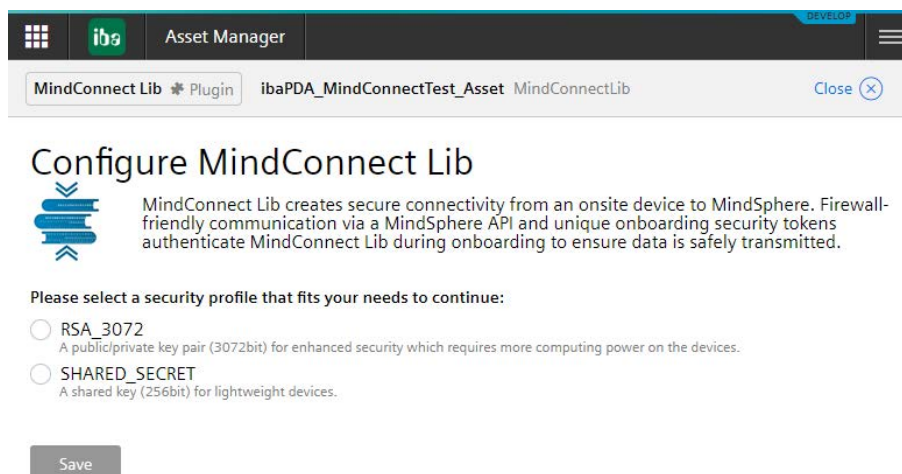 DEVELOP
iba Asset Manager
MindConnect Lib Plugin ibaPDA_MindConnectTest_Asset MindConnectLib Close
Configure MindConnect Lib
MindConnect Lib creates secure connectivity from an onsite device to MindSphere. Firewall-
friendly communication via a MindSphere API and unique onboarding security tokens
authenticate MindConnect Lib during onboarding to ensure data is safely transmitted.
Please select a security profile that fits your needs to continue:
RSA_3072
A public/private key pair (3072bit) for enhanced security which requires more computing power on the devices.
SHARED_SECRET
A shared key (256bit) for lightweight devices.
Save